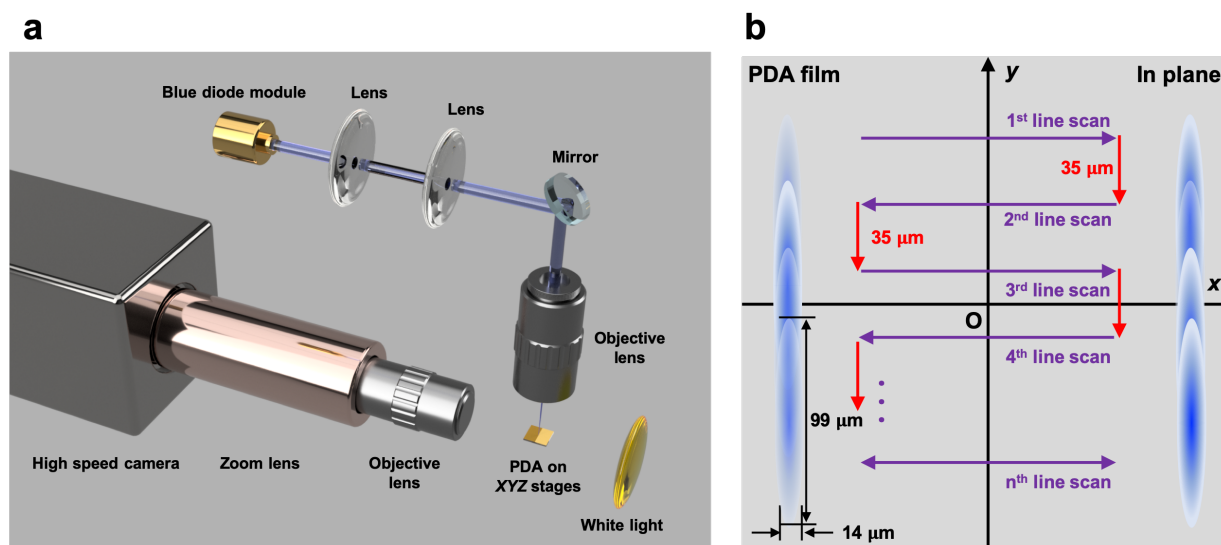 a
Blue diode module
Lens
Lens
Mirror
Objective
lens
High speed camera
Zoom lens
Objective
lens
PDA on
XYZ stages
White light
b
PDA film
y
In plane
1st line scan
35 μm
2nd line scan
35 μm
3rd line scan
x
O
4th line scan
99 μm
nth line scan
14 μm